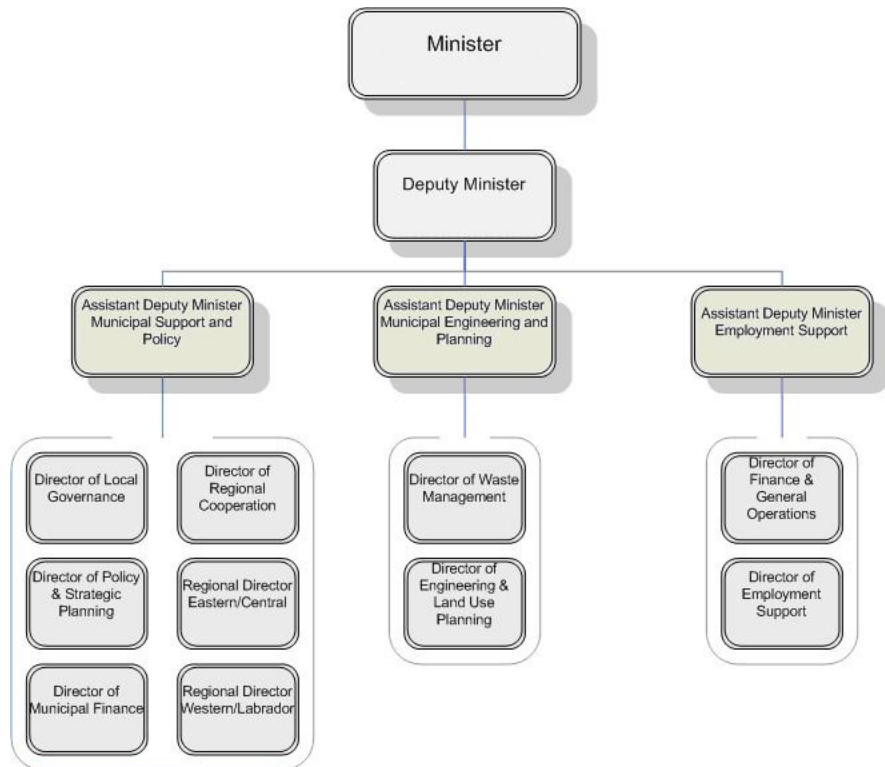 Minister
Deputy Minister
Assistant Deputy Minister
Municipal Support and
Policy
Assistant Deputy Minister
Municipal Engineering and
Planning
Assistant Deputy Minister
Employment Support
Director of Local
Governance
Director of
Regional
Cooperation
Director of Policy
& Strategic
Planning
Regional Director
Eastern/Central
Director of
Municipal Finance
Regional Director
Western/Labrador
Director of Waste
Management
Director of
Engineering &
Land Use
Planning
Director of
Finance &
General
Operations
Director of
Employment
Support